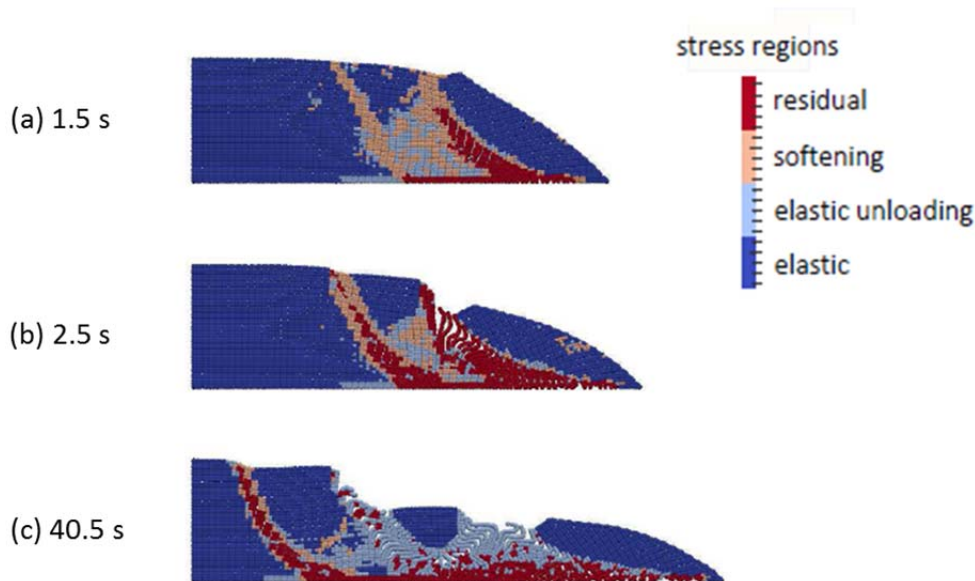 stress regions
residual
softening
elastic unloading
elastic
(a) 1.5 s
(b) 2.5 s
(c) 40.5 s